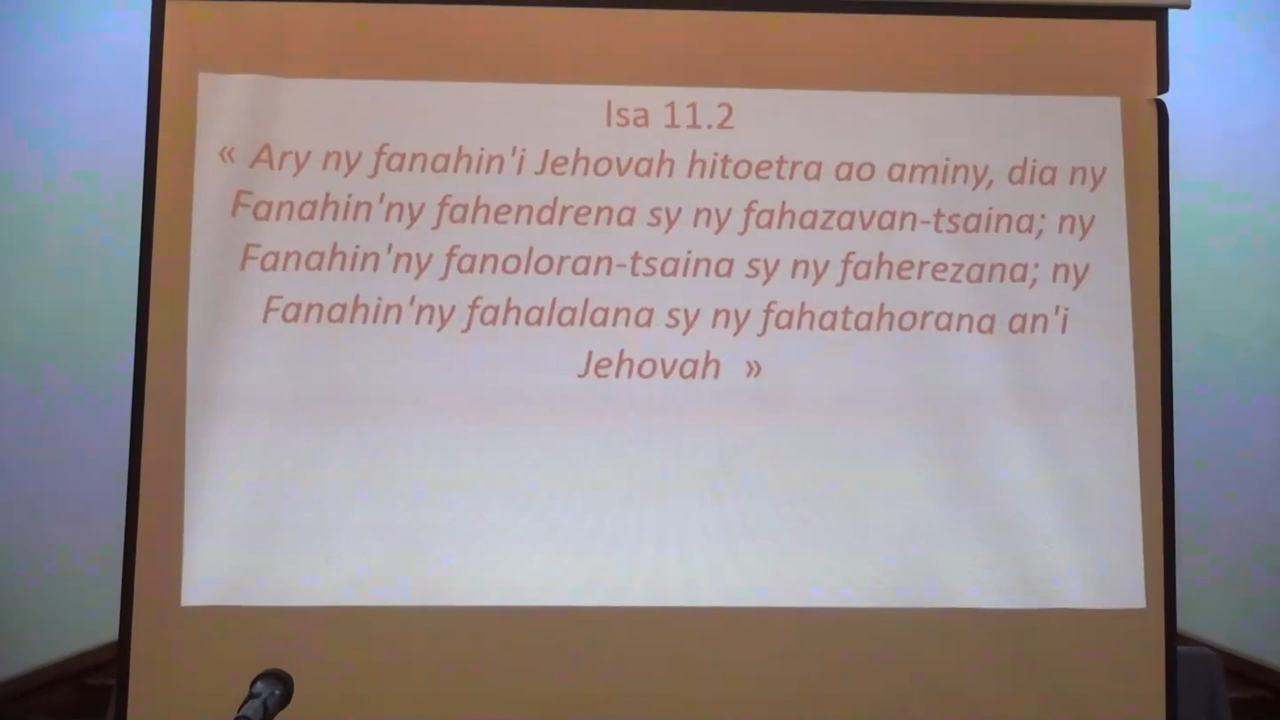 Isa 11.2
« Ary ny fanahin'i Jehovah hitoetra ao aminy, dia ny
Fanahin'ny fahendrena sy ny fahazavan-tsaina; ny
Fanahin'ny fanoloran-tsaina sy ny faherezana; ny
Fanahin'ny fahalalana sy ny fahatahorana an'i
Jehovah »